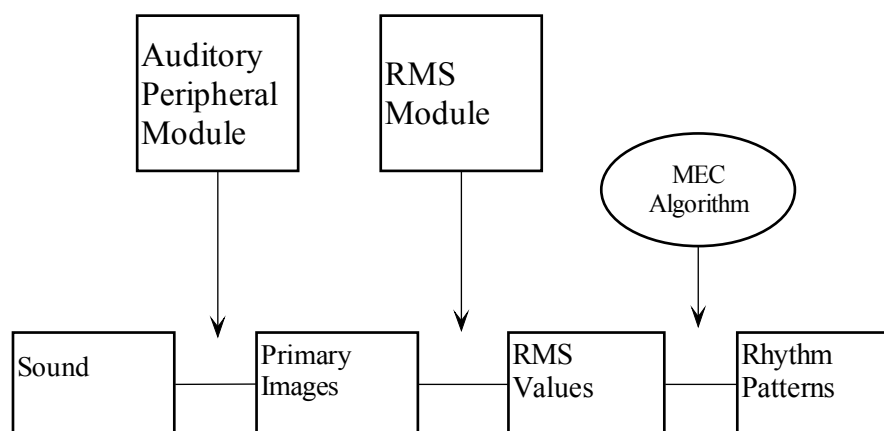 Auditory
Peripheral
Module
RMS
Module
MEC
Algorithm
Sound
Primary
Images
RMS
Values
Rhythm
Patterns